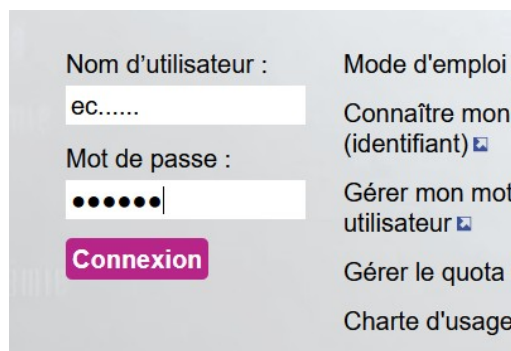 Nom d’utilisateur :
ec......
Mot de passe :
●●●●●●
Connexion
Mode d'emploi
Connaître mon
(identifiant)
Gérer mon mot
utilisateur
Gérer le quota
Charte d'usage